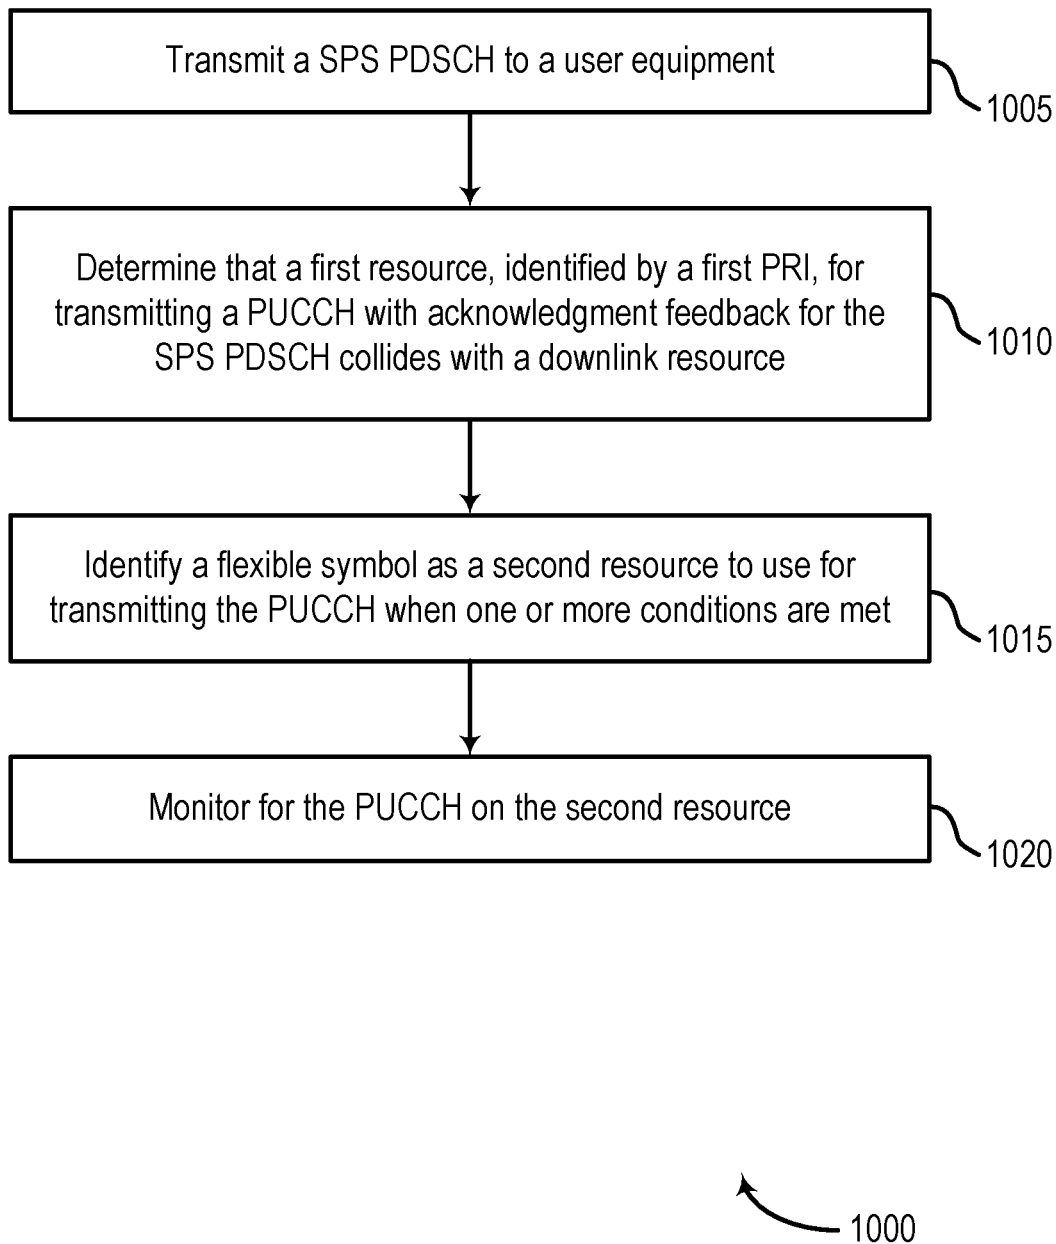 Transmit a SPS PDSCH to a user equipment
1005
Determine that a first resource, identified by a first PRI, for
transmitting a PUCCH with acknowledgment feedback for the
SPS PDSCH collides with a downlink resource
1010
Identify a flexible symbol as a second resource to use for
transmitting the PUCCH when one or more conditions are met
1015
Monitor for the PUCCH on the second resource
1020
1000